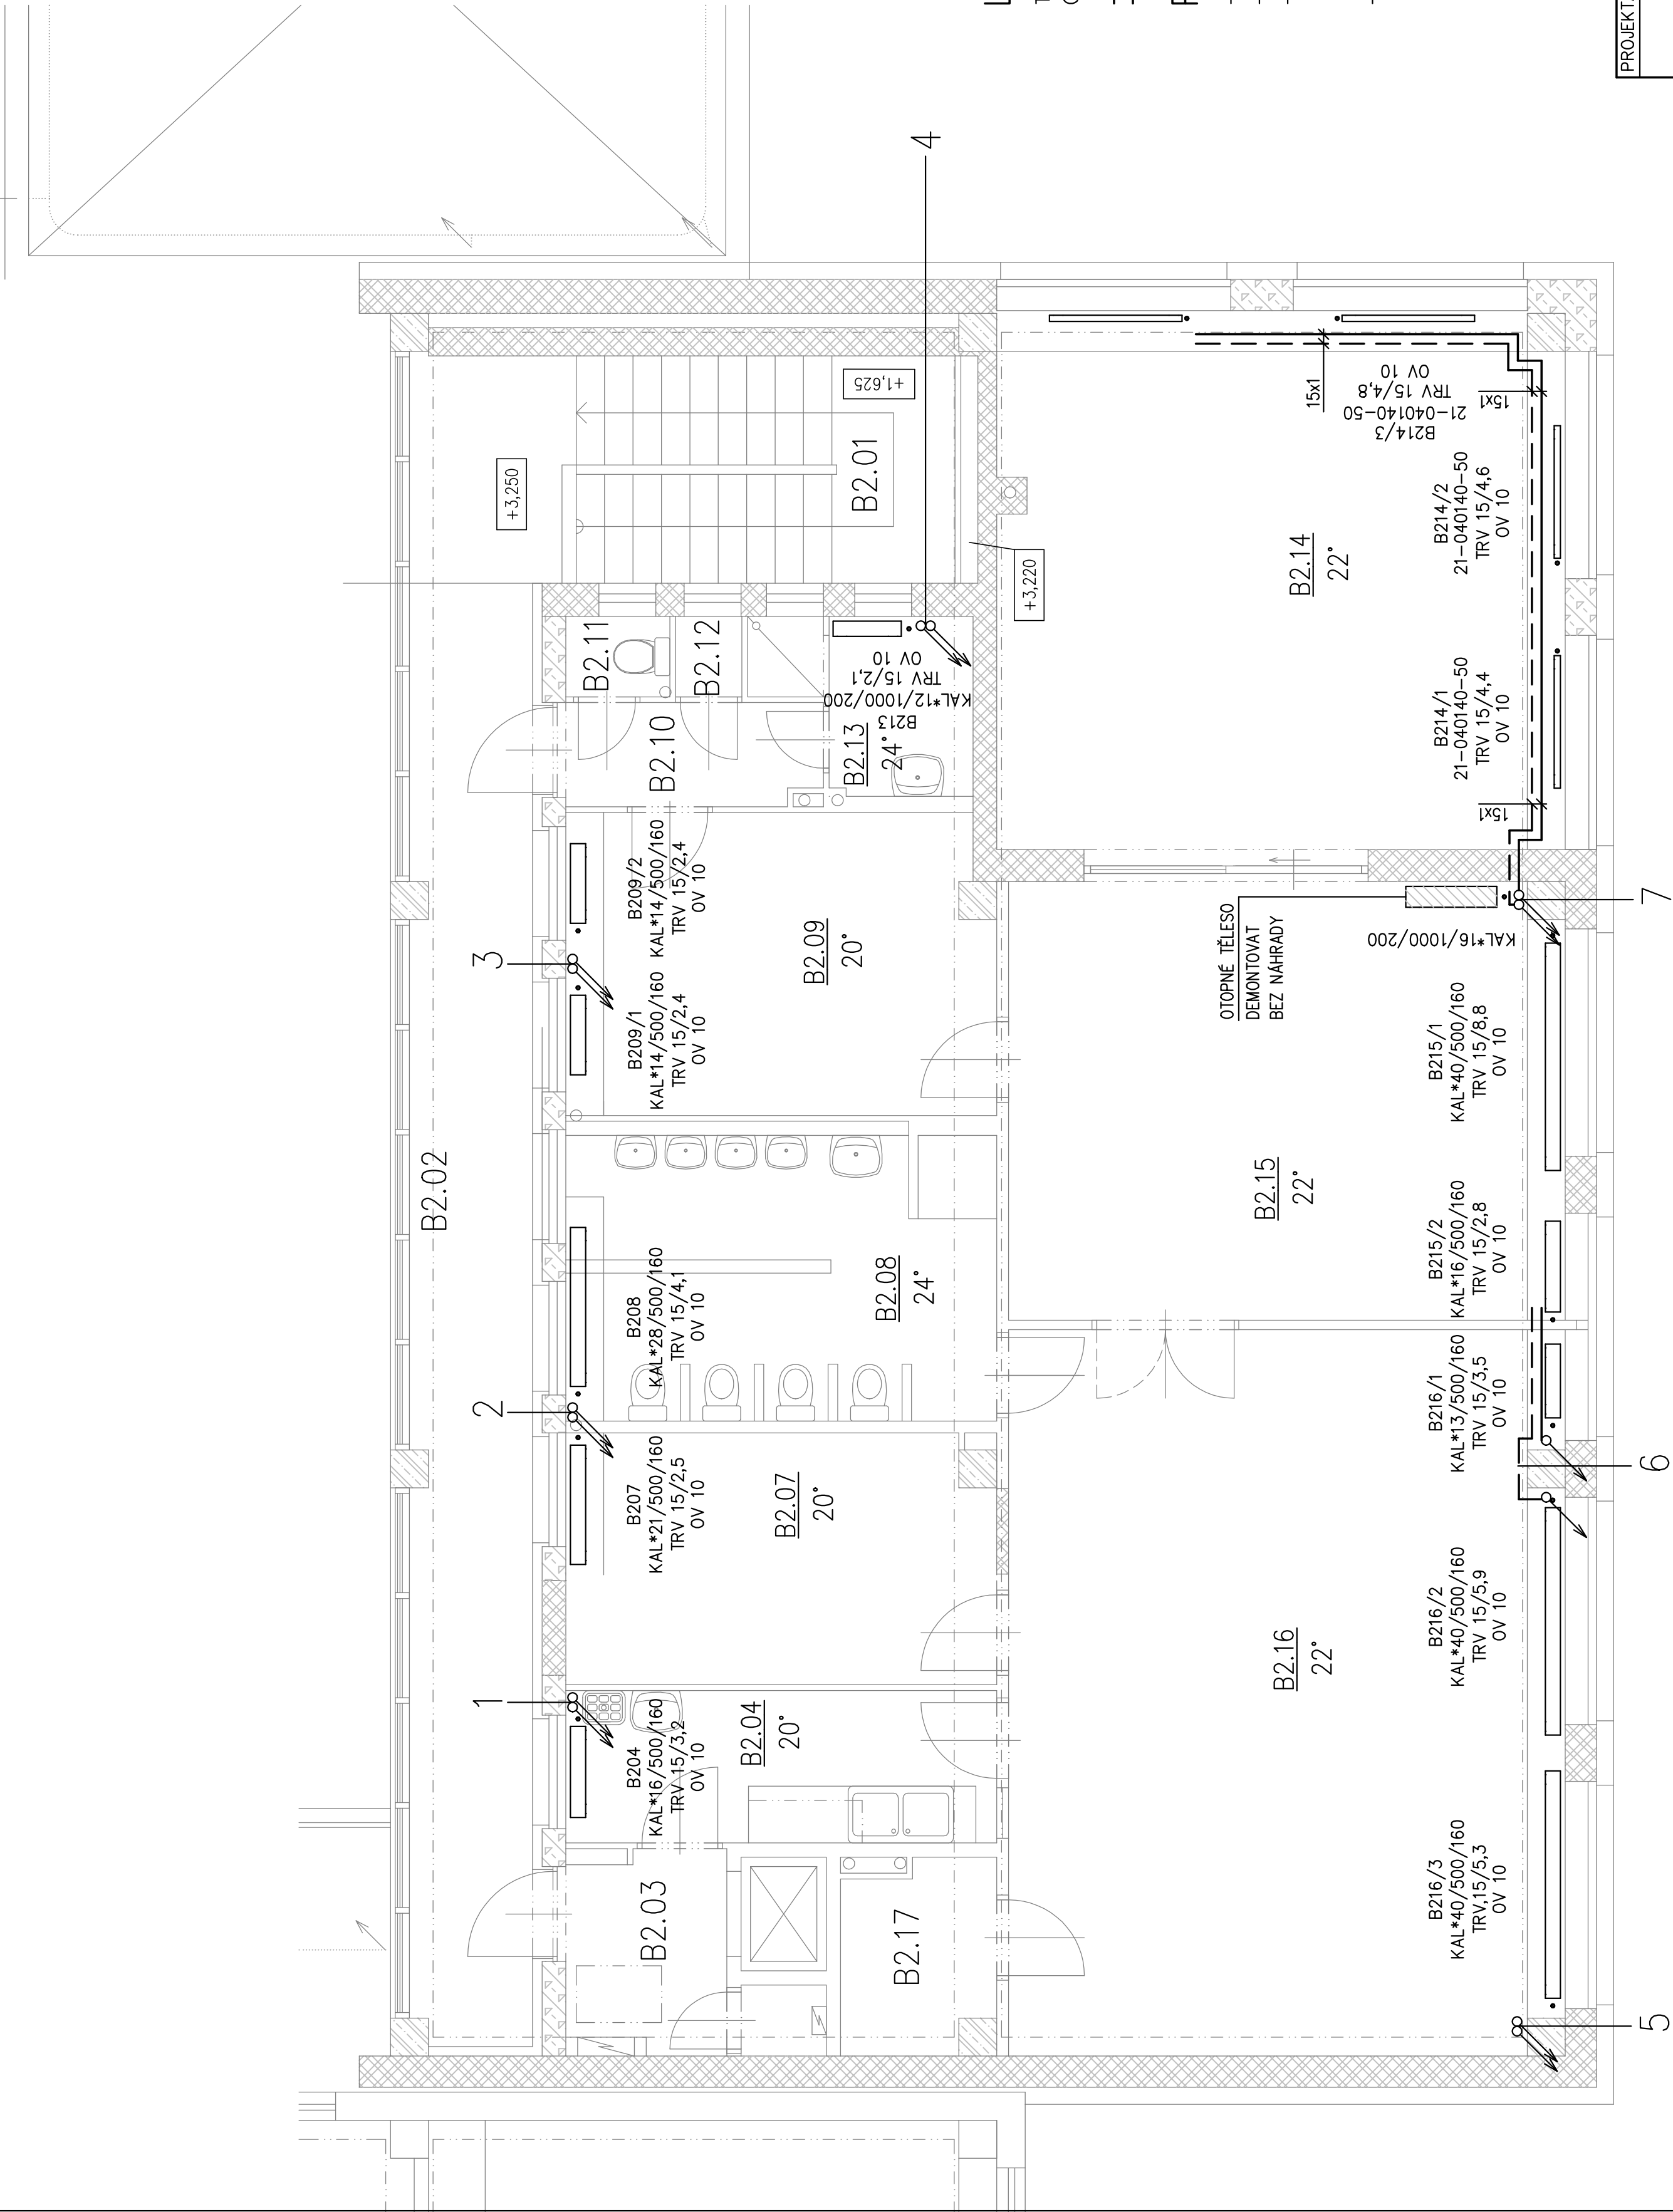 B2.02
1
2
3
+3,250
B2.03
B204
KAL*16/500/160
TRV 15/3,2
OV 10
B2.04
20°
B207
KAL*21/500/160
TRV 15/2,5
OV 10
B2.07
20°
B208
KAL*28/500/160
TRV 15/4,1
OV 10
B2.08
24°
B209/1
KAL*14/500/160
TRV 15/2,4
OV 10
B209/2
KAL*14/500/160
TRV 15/2,4
OV 10
B2.09
20°
B2.10
B2.11
B2.12
B2.13
24°
B213
KAL*12/1000/200
TRV 15/2,1
OV 10
B2.01
+1,625
4
B2.17
+3,220
B2.16
22°
B2.15
22°
OTOPNÉ TĚLESO
DEMONTOVAT
BEZ NÁHRADY
KAL*16/1000/200
B2.14
22°
15x1
B214/3
21-040140-50
TRV 15/4,8
OV 10
15x1
B216/3
KAL*40/500/160
TRV,15/5,3
OV 10
B216/2
KAL*40/500/160
TRV 15/5,9
OV 10
B216/1
KAL*13/500/160
TRV 15/3,5
OV 10
B215/2
KAL*16/500/160
TRV 15/2,8
OV 10
B215/1
KAL*40/500/160
TRV 15/8,8
OV 10
B214/1
21-040140-50
TRV 15/4,4
OV 10
B214/2
21-040140-50
TRV 15/4,6
OV 10
15x1
5
6
7
PROJEKT